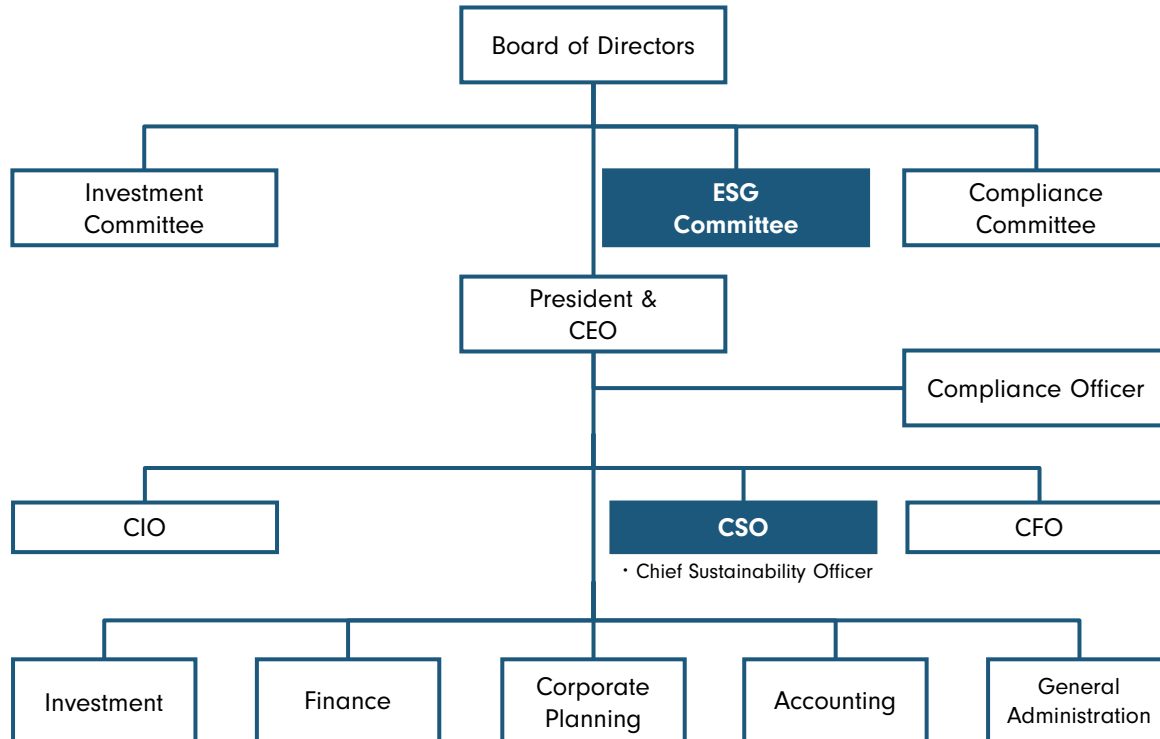 Board of Directors
Investment
Committee
ESG
Committee
Compliance
Committee
President &
CEO
Compliance Officer
CIO
CSO
CFO
・Chief Sustainability Officer
Investment
Finance
Corporate
Planning
Accounting
General
Administration